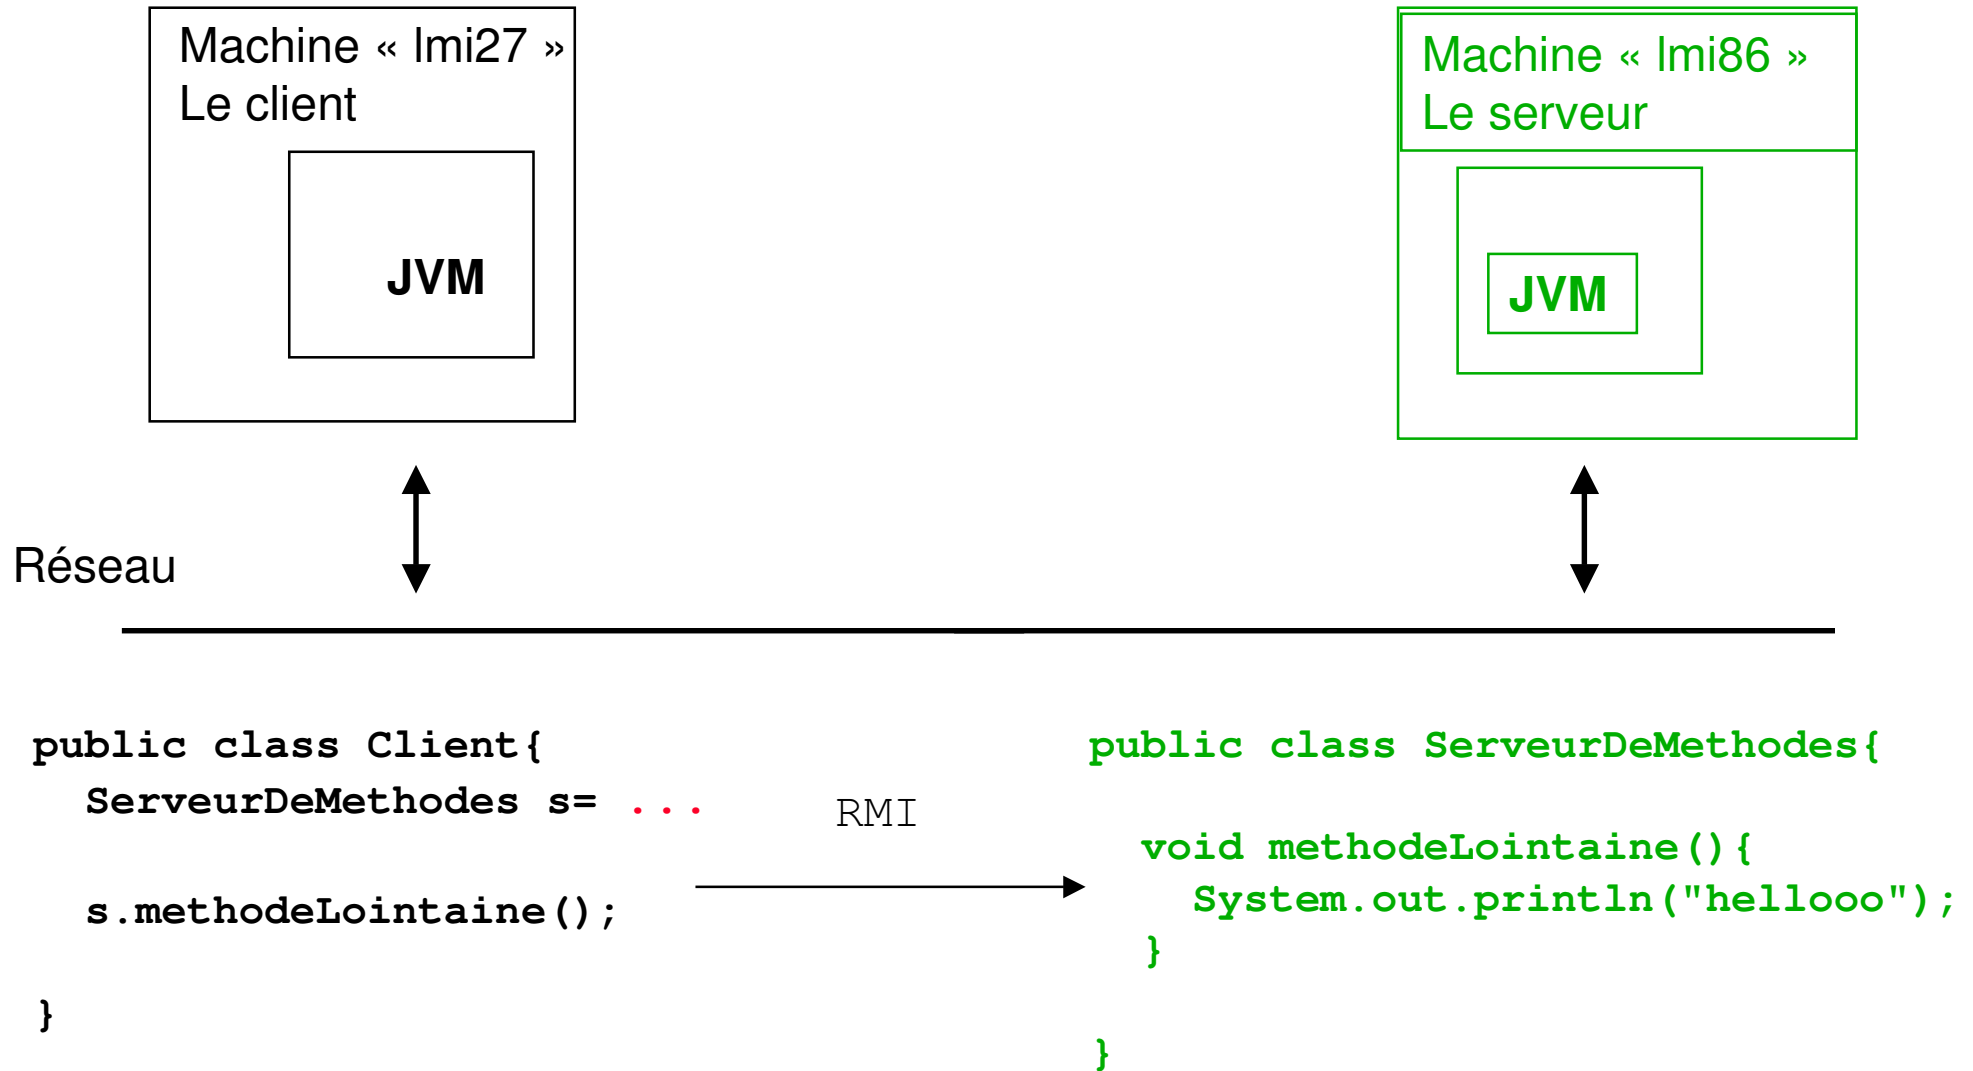 Machine « lmi27 »
Le client
JVM
Machine « lmi86 »
Le serveur
JVM
Réseau
public class Client{
ServeurDeMethodes s= ...
s.methodeLointaine();
}
RMI
public class ServeurDeMethodes{
void methodeLointaine(){
System.out.println("hellooo");
}
}